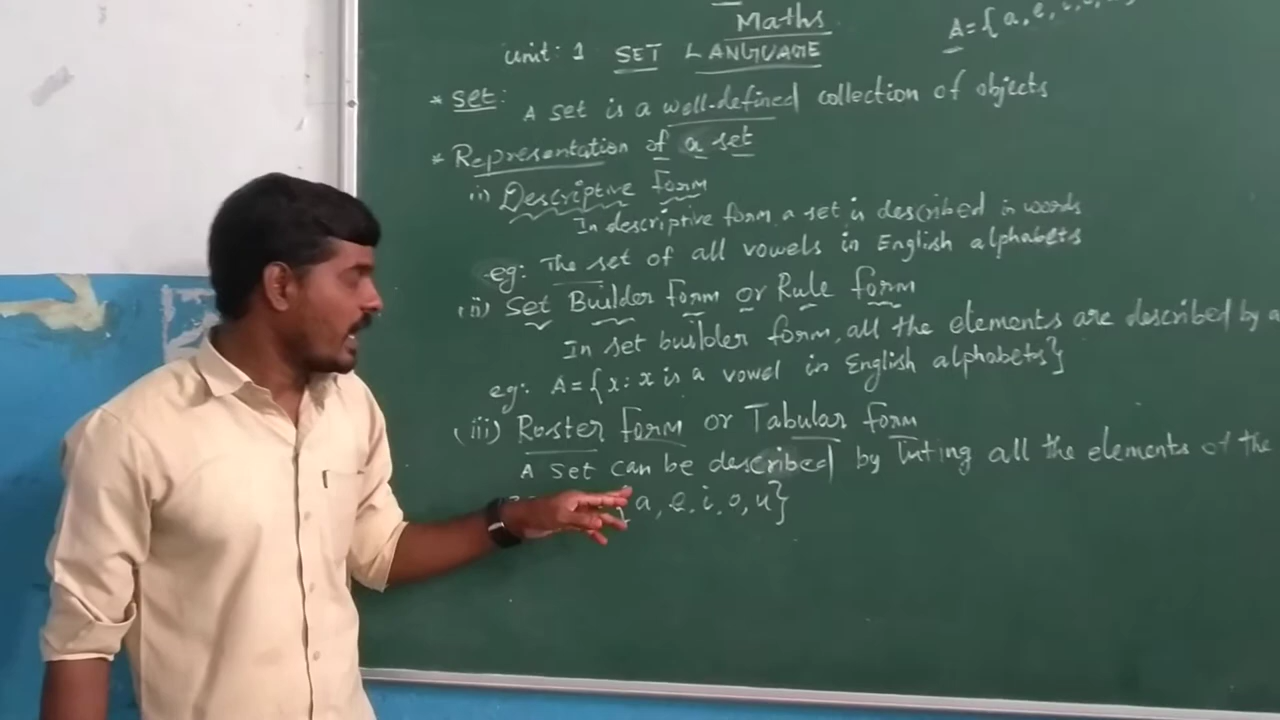 Maths
A={a, e, i, o, u}
unit: 1 SET LANGUAGE
* set:
A set is a well-defined collection of objects
* Representation of a set
(i) Descriptive form
In descriptive form a set is described in words
eg: The set of all vowels in English alphabets
(ii) Set Builder form or Rule form
In set builder form, all the elements are described by a
eg: A={x: x is a vowel in English alphabets}
(iii) Roster form or Tabular form
A set can be described by listing all the elements of the
{a, e, i, o, u}